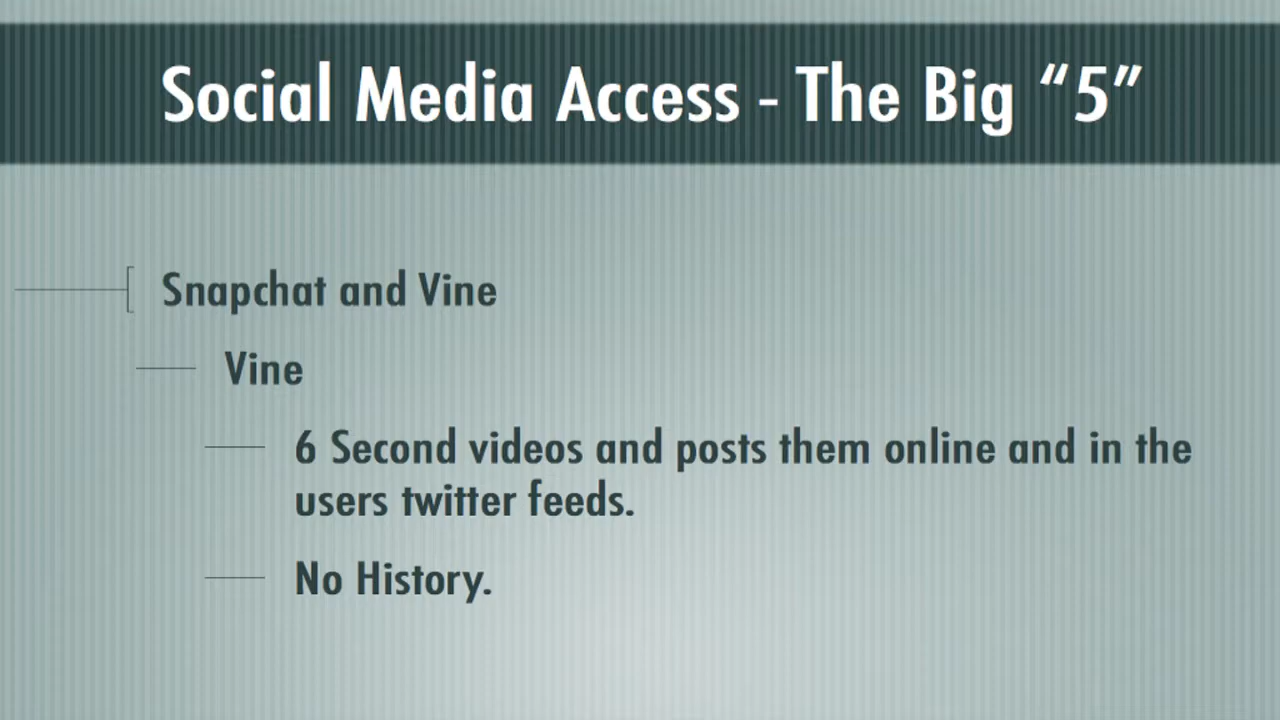 Social Media Access - The Big “5”
Snapchat and Vine
Vine
6 Second videos and posts them online and in the
users twitter feeds.
No History.